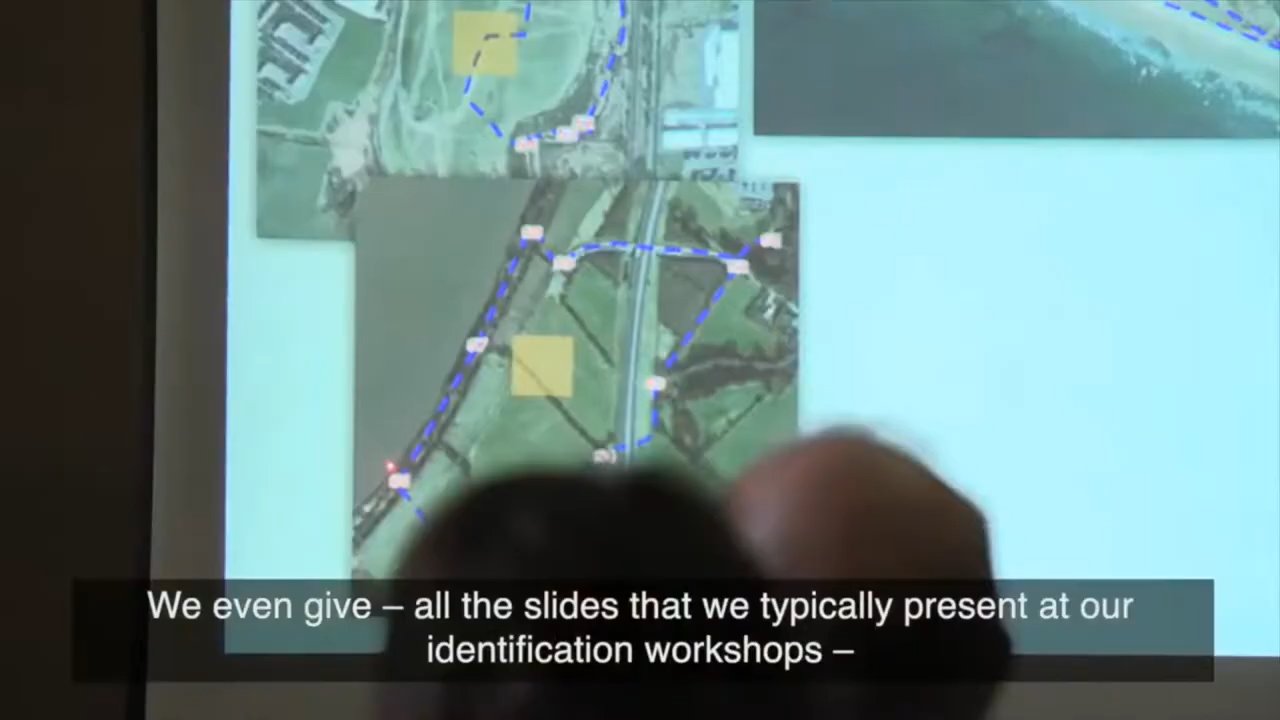 We even give – all the slides that we typically present at our
identification workshops –